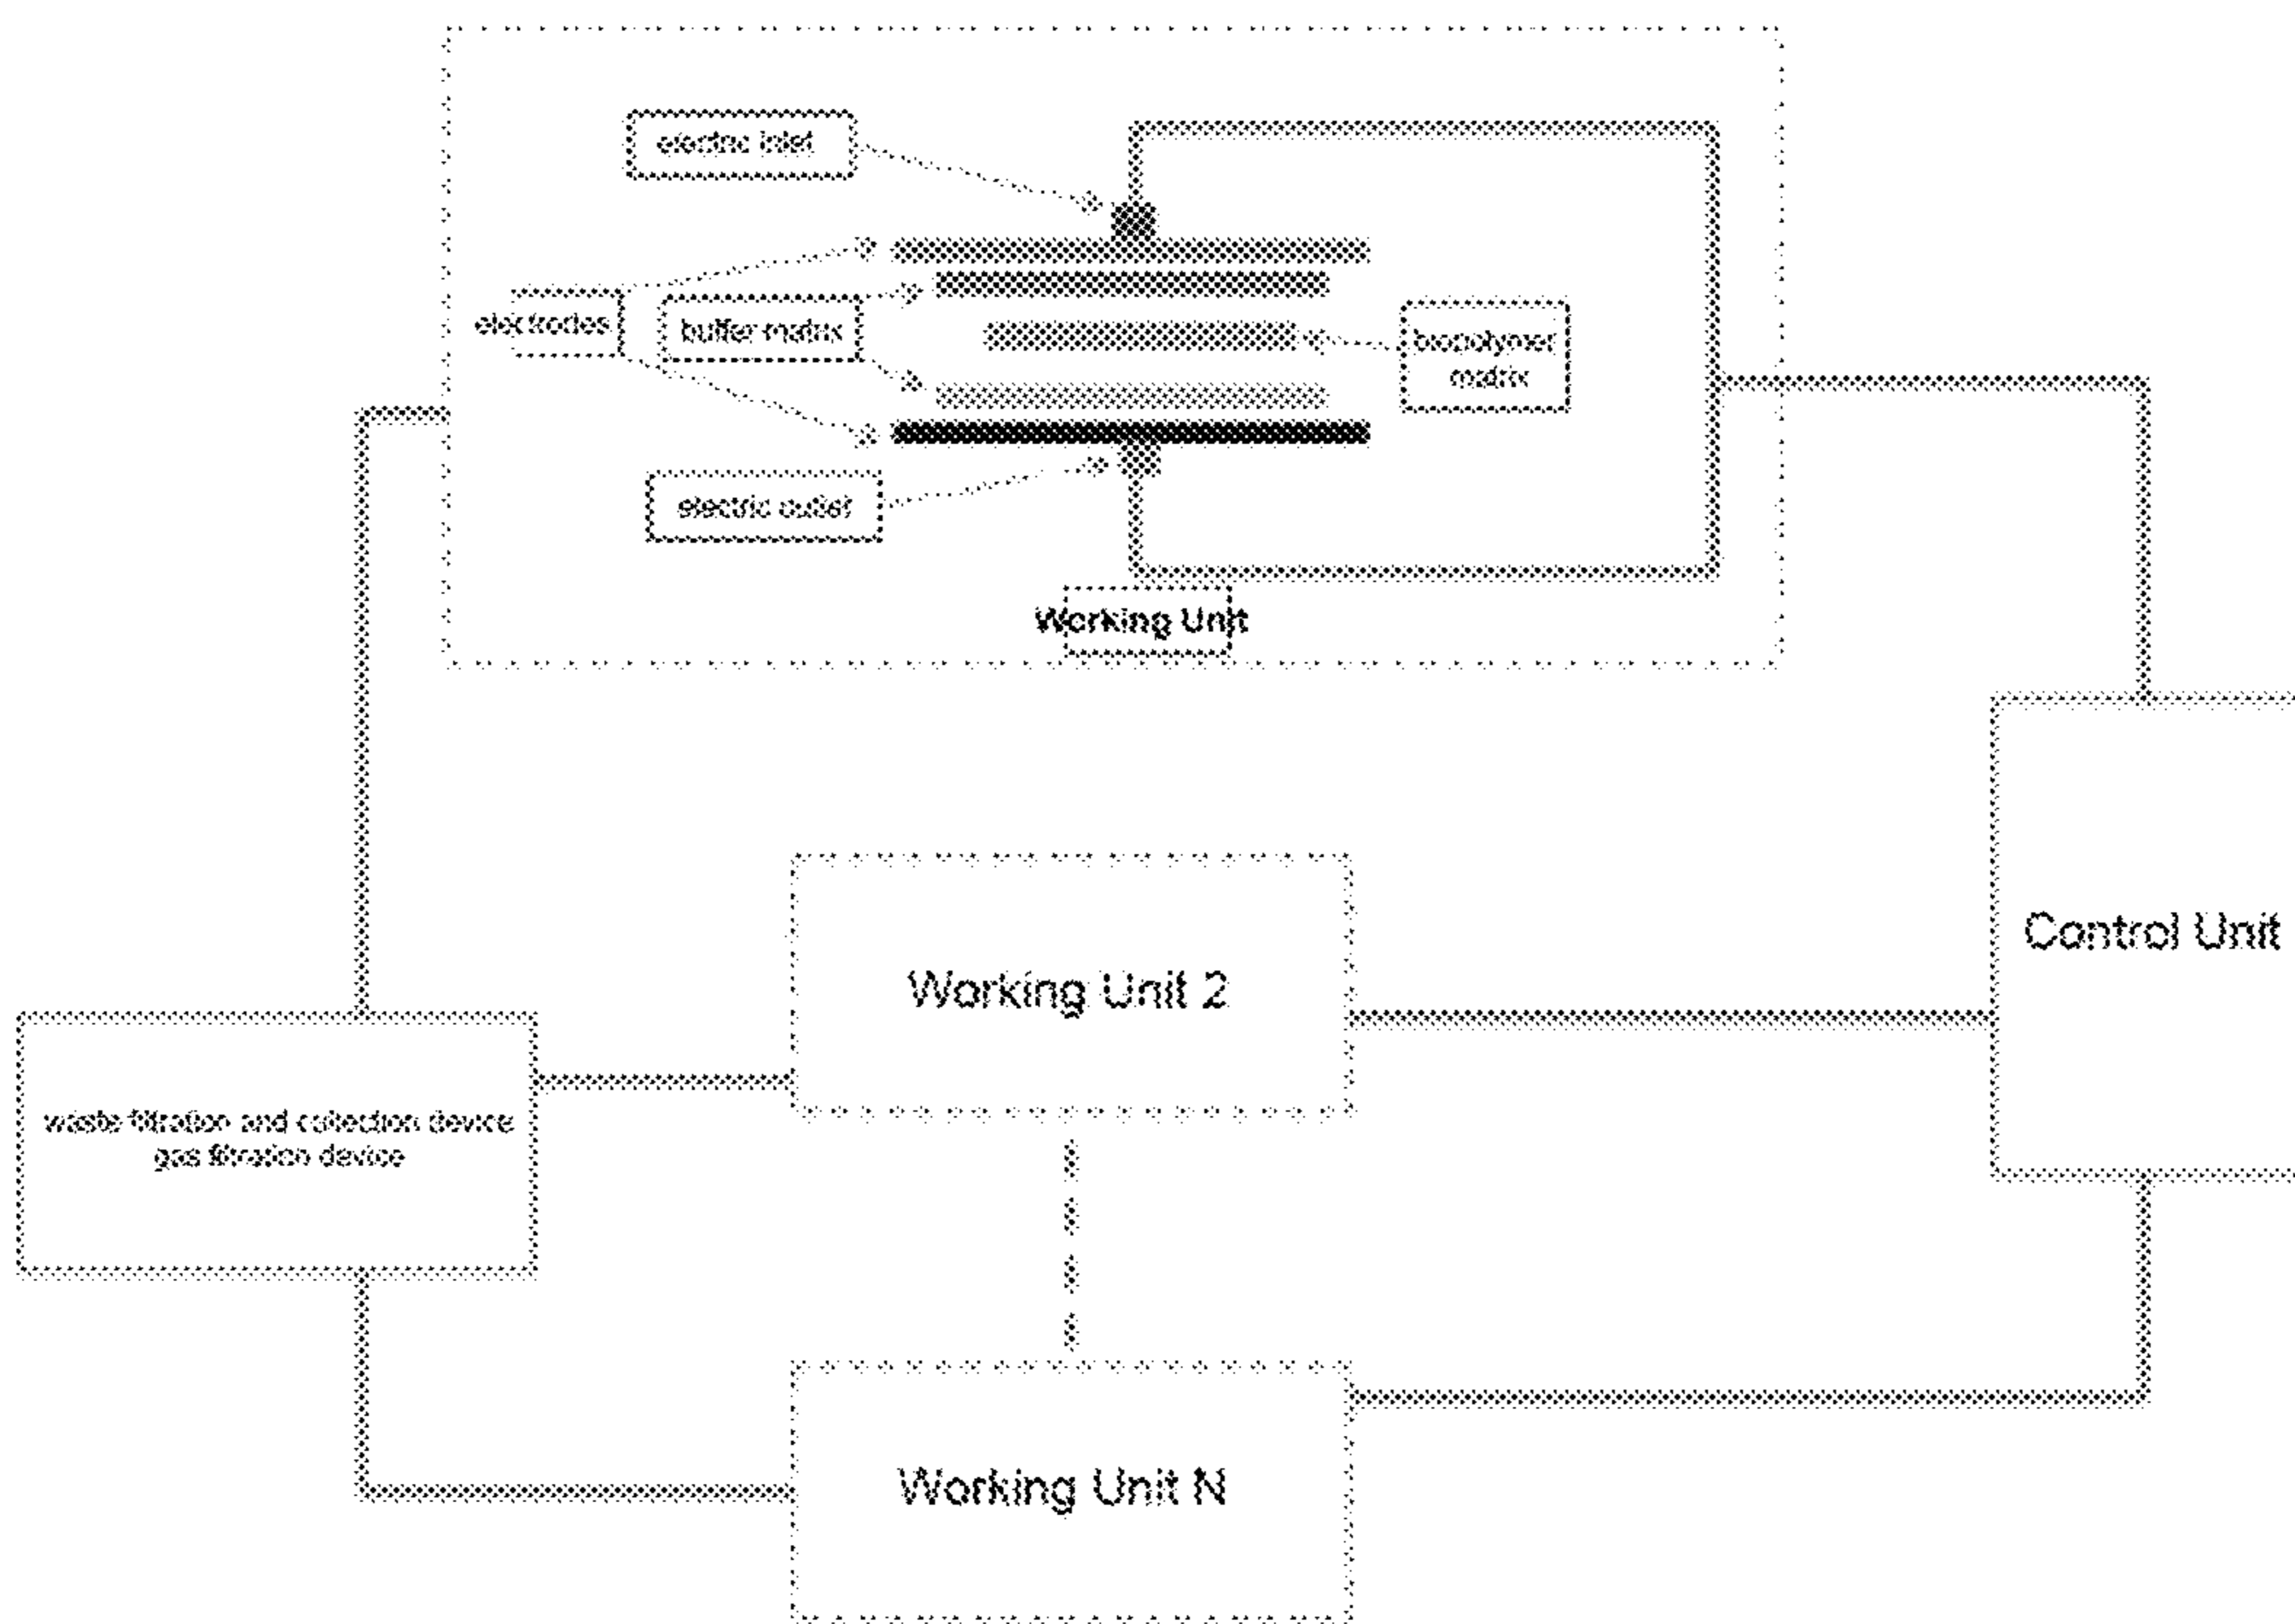 electric inlet
electrodes
buffer matrix
biopolymer
matrix
electric outlet
Working Unit
Control Unit
Working Unit 2
waste filtration and collection device
gas filtration device
Working Unit N